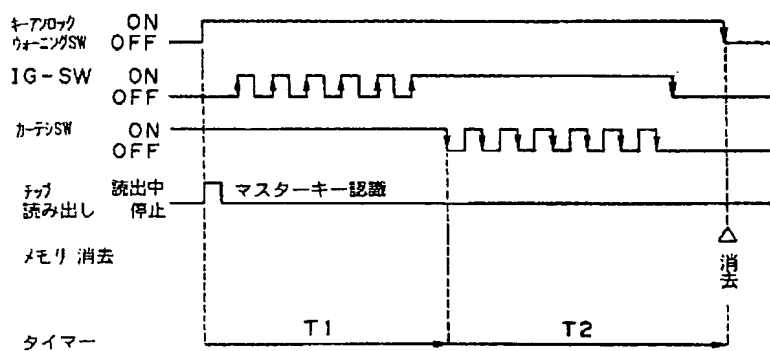 キーアンロック ON
ウォーニングSW OFF
IG-SW ON
OFF
カーテシSW ON
OFF
チップ 読出中 マスターキー認識
読み出し 停止
メモリ 消去
消去
タイマー T1 T2